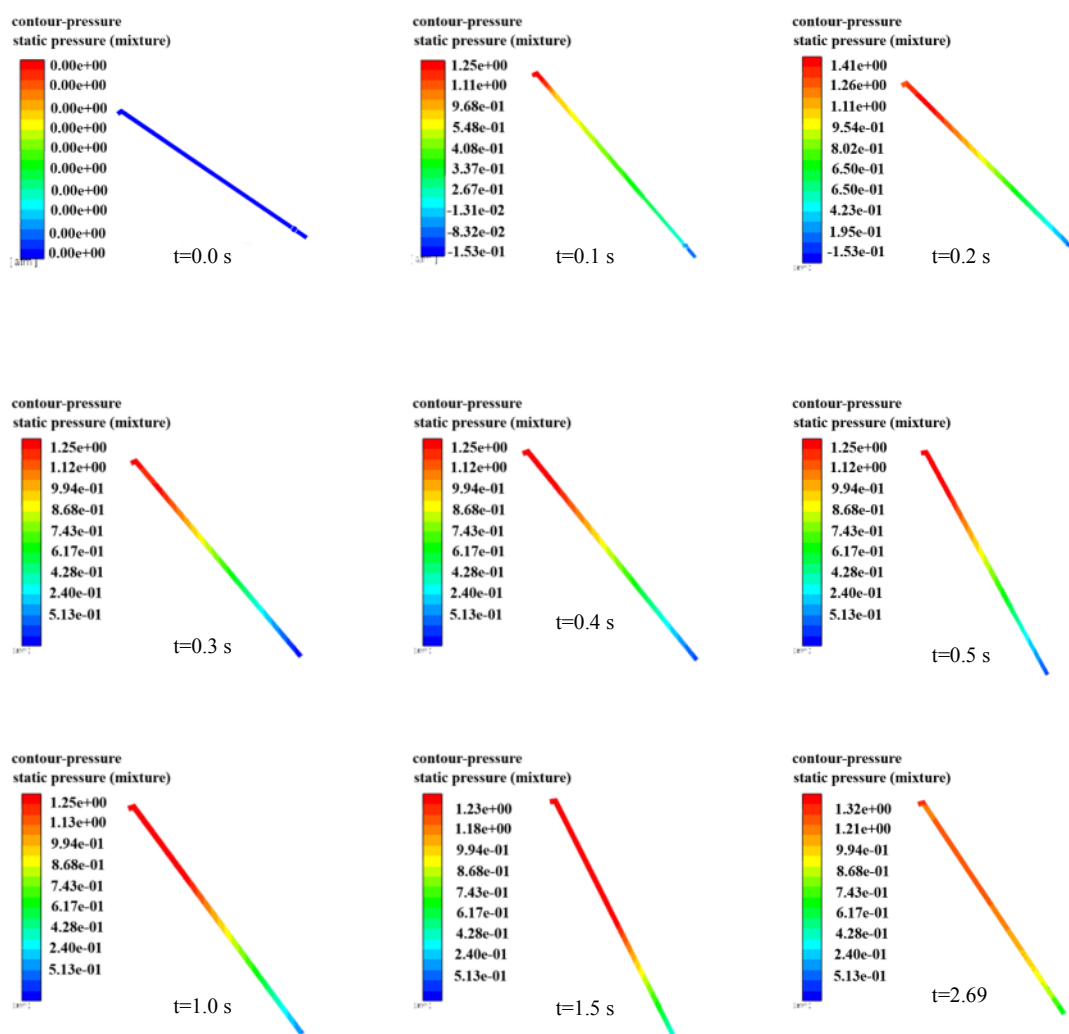 contour-pressure
static pressure (mixture)
0.00e+00
0.00e+00
0.00e+00
0.00e+00
0.00e+00
0.00e+00
0.00e+00
0.00e+00
0.00e+00
0.00e+00
t=0.0 s
contour-pressure
static pressure (mixture)
1.25e+00
1.11e+00
9.68e-01
5.48e-01
4.08e-01
3.37e-01
2.67e-01
-1.31e-02
-8.32e-02
-1.53e-01
t=0.1 s
contour-pressure
static pressure (mixture)
1.41e+00
1.26e+00
1.11e+00
9.54e-01
8.02e-01
6.50e-01
6.50e-01
4.23e-01
1.95e-01
-1.53e-01
t=0.2 s
contour-pressure
static pressure (mixture)
1.25e+00
1.12e+00
9.94e-01
8.68e-01
7.43e-01
6.17e-01
4.28e-01
2.40e-01
5.13e-01
t=0.3 s
contour-pressure
static pressure (mixture)
1.25e+00
1.12e+00
9.94e-01
8.68e-01
7.43e-01
6.17e-01
4.28e-01
2.40e-01
5.13e-01
t=0.4 s
contour-pressure
static pressure (mixture)
1.25e+00
1.12e+00
9.94e-01
8.68e-01
7.43e-01
6.17e-01
4.28e-01
2.40e-01
5.13e-01
t=0.5 s
contour-pressure
static pressure (mixture)
1.25e+00
1.13e+00
9.94e-01
8.68e-01
7.43e-01
6.17e-01
4.28e-01
2.40e-01
5.13e-01
t=1.0 s
contour-pressure
static pressure (mixture)
1.23e+00
1.18e+00
9.94e-01
8.68e-01
7.43e-01
6.17e-01
4.28e-01
2.40e-01
5.13e-01
t=1.5 s
contour-pressure
static pressure (mixture)
1.32e+00
1.21e+00
9.94e-01
8.68e-01
7.43e-01
6.17e-01
4.28e-01
2.40e-01
5.13e-01
t=2.69